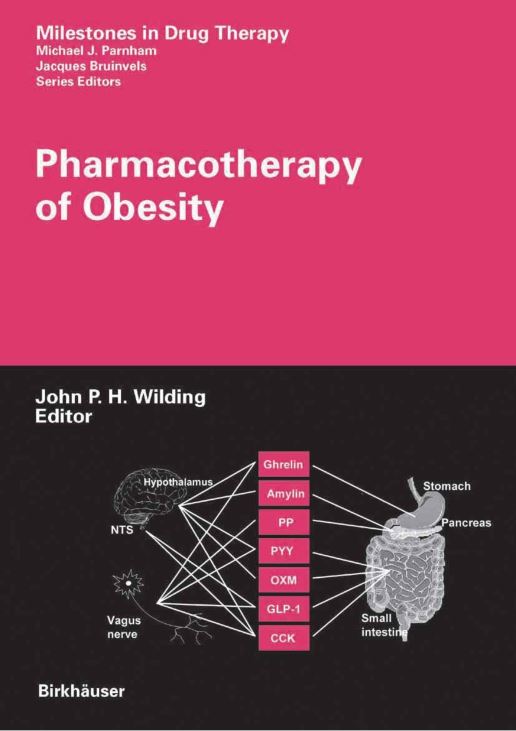 Milestones in Drug Therapy
Michael J. Parnham
Jacques Bruinvels
Series Editors
Pharmacotherapy
of Obesity
John P. H. Wilding
Editor
Hypothalamus
NTS
Vagus
nerve
Ghrelin
Amylin
PP
PYY
OXM
GLP-1
CCK
Stomach
Pancreas
Small
intestine
Birkhäuser